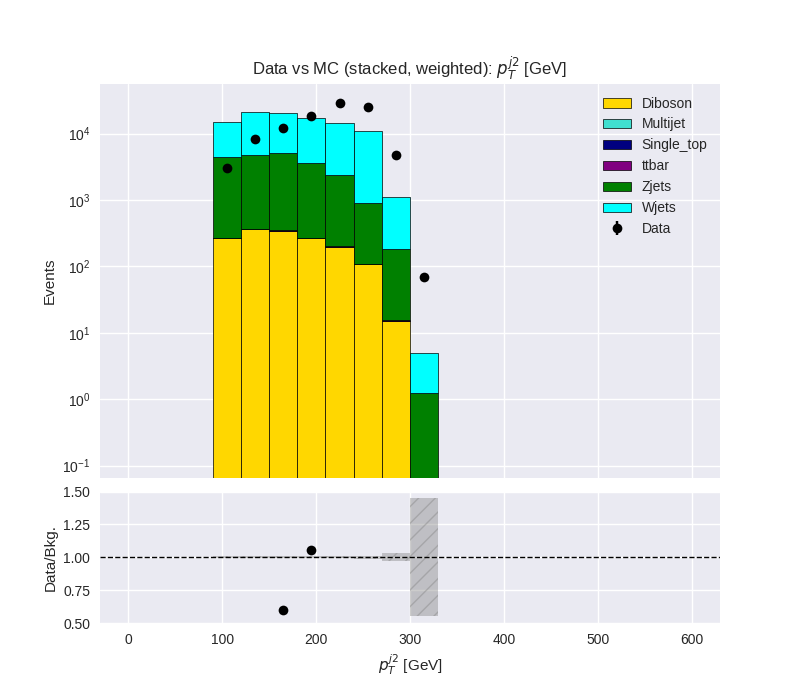 Data vs MC (stacked, weighted): $p_T^{j2}$ [GeV]
Events
10⁴
10³
10²
10¹
10⁰
10⁻¹
Diboson
Multijet
Single_top
ttbar
Zjets
Wjets
Data
Data/Bkg.
1.50
1.25
1.00
0.75
0.50
0 100 200 300 400 500 600
$p_T^{j2}$ [GeV]